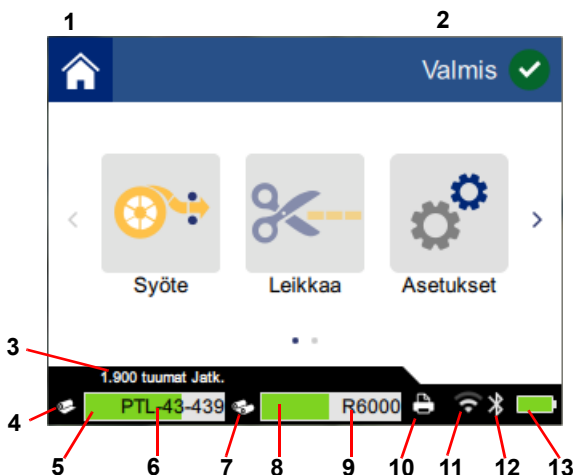 1 2
Valmis
Syöte Leikkaa Asetukset
3
1.900 tuumat Jatk.
PTL-43-439 R6000
4
5 6 7 8 9 10 11 12 13